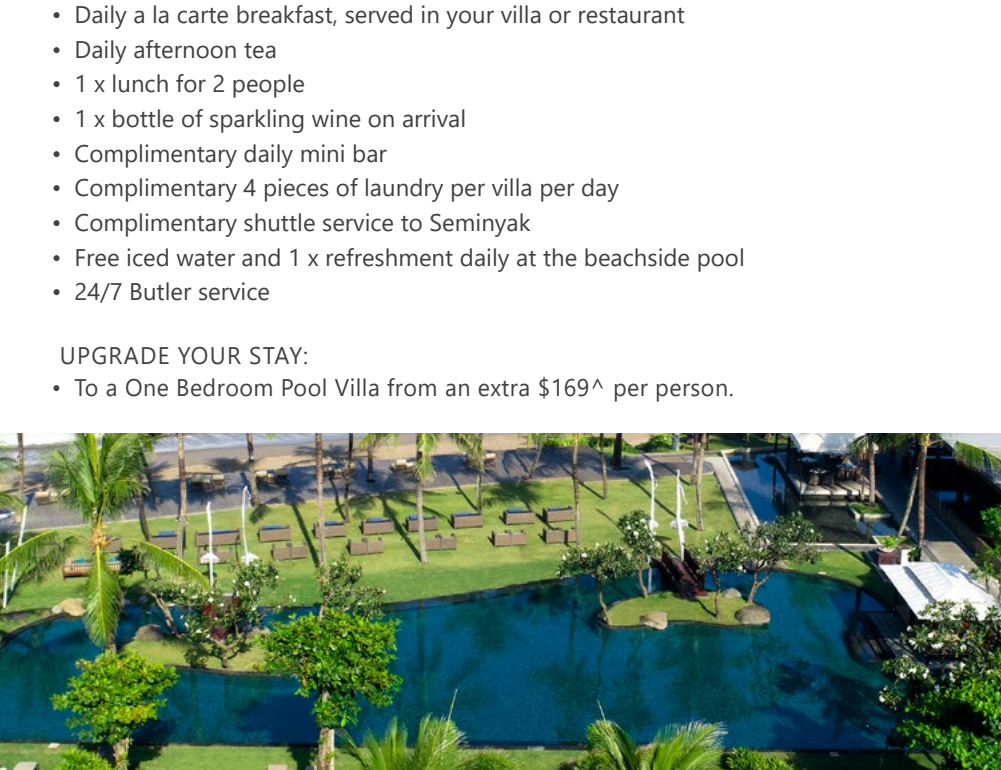 • Daily a la carte breakfast, served in your villa or restaurant
• Daily afternoon tea
• 1 x lunch for 2 people
• 1 x bottle of sparkling wine on arrival
• Complimentary daily mini bar
• Complimentary 4 pieces of laundry per villa per day
• Complimentary shuttle service to Seminyak
• Free iced water and 1 x refreshment daily at the beachside pool
• 24/7 Butler service
UPGRADE YOUR STAY:
• To a One Bedroom Pool Villa from an extra $169^ per person.